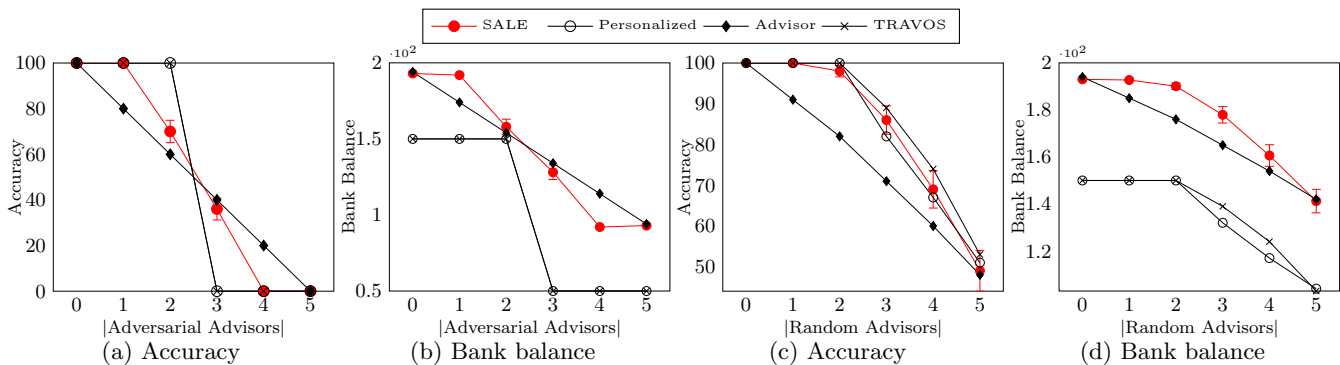 SALE Personalized Advisor TRAVOS
0 1 2 3 4 5
0
20
40
60
80
100
|Adversarial Advisors|
Accuracy
(a) Accuracy
0 1 2 3 4 5
0.5
1
1.5
2
·10²
|Adversarial Advisors|
Bank Balance
(b) Bank balance
0 1 2 3 4 5
50
60
70
80
90
100
|Random Advisors|
Accuracy
(c) Accuracy
0 1 2 3 4 5
1.2
1.4
1.6
1.8
2
·10²
|Random Advisors|
Bank Balance
(d) Bank balance